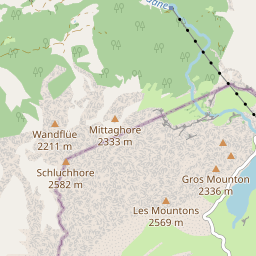 Wandflue
2211 m
Mittaghore
2333 m
Schluchhore
2582 m
Gros Mounton
2336 m
Les Mountons
2569 m